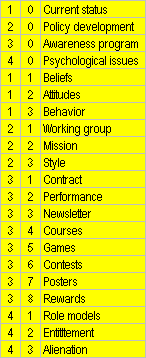 1 0 Current status
2 0 Policy development
3 0 Awareness program
4 0 Psychological issues
1 1 Beliefs
1 2 Attitudes
1 3 Behavior
2 1 Working group
2 2 Mission
2 3 Style
3 1 Contract
3 2 Performance
3 3 Newsletter
3 4 Courses
3 5 Games
3 6 Contests
3 7 Posters
3 8 Rewards
4 1 Role models
4 2 Entitltement
4 3 Alienation